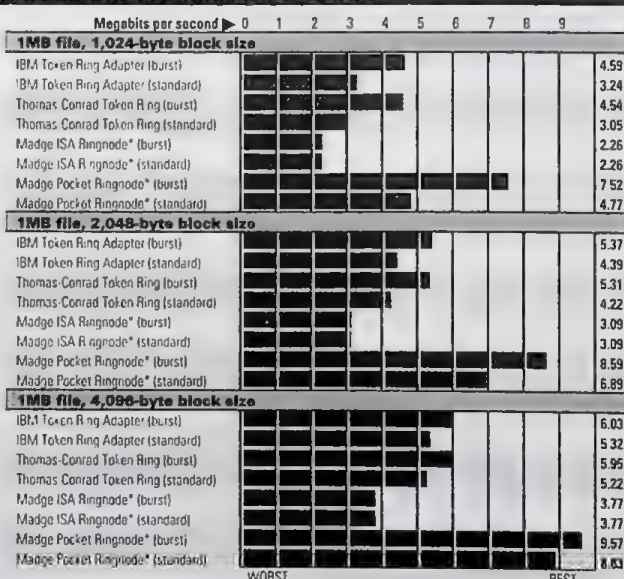 Megabits per second ▶ 0 1 2 3 4 5 6 7 8 9
1MB file, 1,024-byte block size
IBM Token Ring Adapter (burst) 4.59
IBM Token Ring Adapter (standard) 3.24
Thomas Conrad Token Ring (burst) 4.54
Thomas Conrad Token Ring (standard) 3.05
Madge ISA Ringnode* (burst) 2.26
Madge ISA Ringnode* (standard) 2.26
Madge Pocket Ringnode* (burst) 7 52
Madge Pocket Ringnode* (standard) 4.77
1MB file, 2,048-byte block size
IBM Token Ring Adapter (burst) 5.37
IBM Token Ring Adapter (standard) 4.39
Thomas-Conrad Token Ring (burst) 5.31
Thomas-Conrad Token Ring (standard) 4.22
Madge ISA Ringnode* (burst) 3.09
Madge ISA Ringnode* (standard) 3.09
Madge Pocket Ringnode* (burst) 8.59
Madge Pocket Ringnode* (standard) 6.89
1MB file, 4,096-byte block size
IBM Token Ring Adapter (burst) 6.03
IBM Token Ring Adapter (standard) 5.32
Thomas-Conrad Token Ring (burst) 5.95
Thomas Conrad Token Ring (standard) 5.22
Madge ISA Ringnode* (burst) 3.77
Madge ISA Ringnode* (standard) 3.77
Madge Pocket Ringnode* (burst) 9.57
Madge Pocket Ringnode* (standard)
WORST BEST